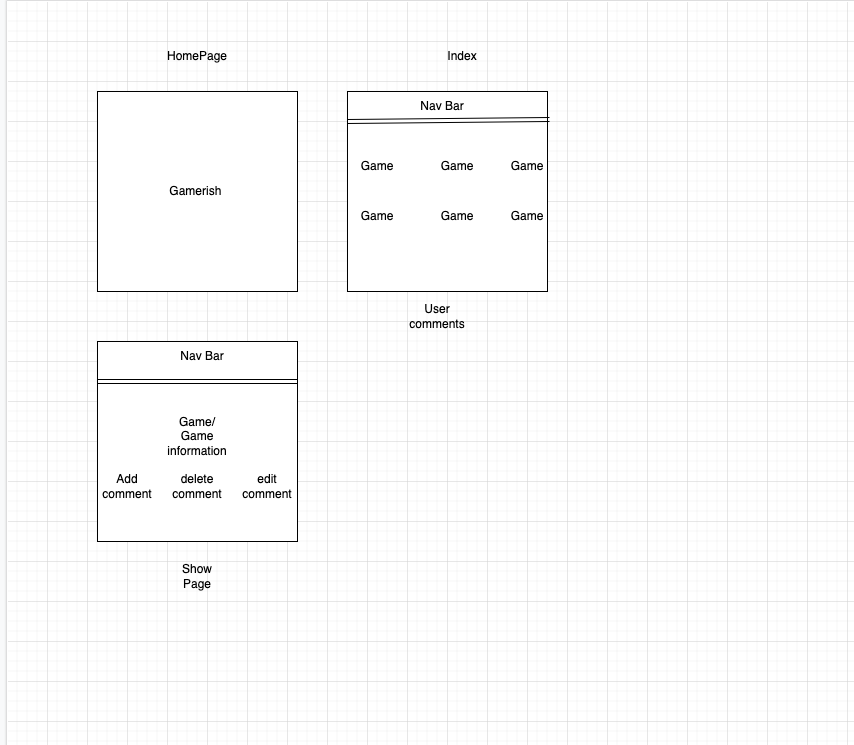 HomePage
Index
Gamerish
Nav Bar
Game Game Game
Game Game Game
User
comments
Nav Bar
Game/
Game
information
Add
comment
delete
comment
edit
comment
Show
Page